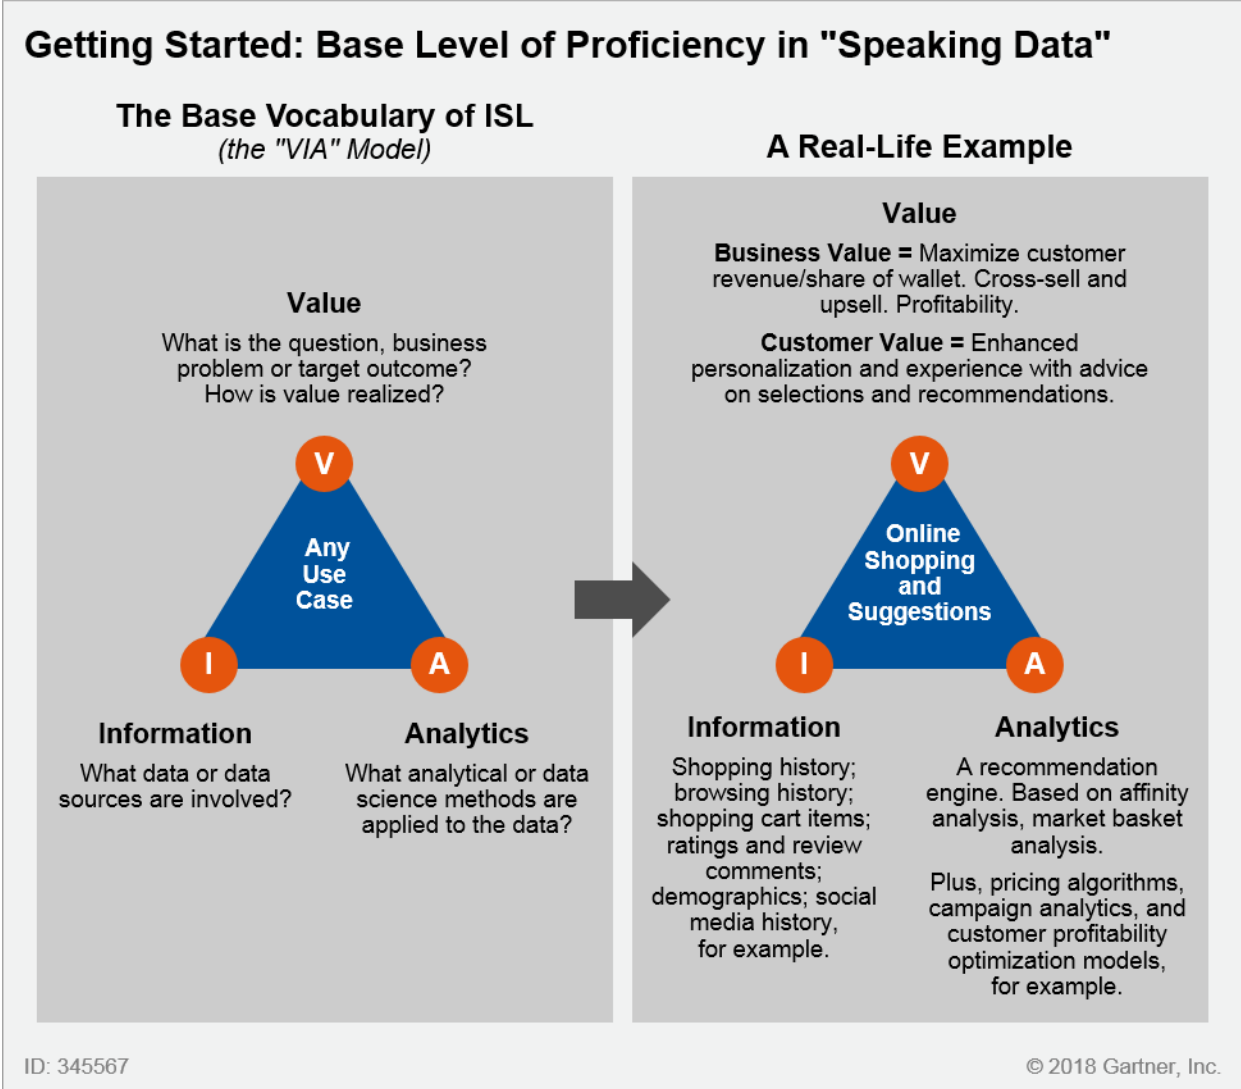 Getting Started: Base Level of Proficiency in "Speaking Data"
The Base Vocabulary of ISL
(the "VIA" Model)
Value
What is the question, business
problem or target outcome?
How is value realized?
V
Any
Use
Case
I
A
Information
What data or data
sources are involved?
Analytics
What analytical or data
science methods are
applied to the data?
A Real-Life Example
Value
Business Value = Maximize customer
revenue/share of wallet. Cross-sell and
upsell. Profitability.
Customer Value = Enhanced
personalization and experience with advice
on selections and recommendations.
V
Online
Shopping
and
Suggestions
I
A
Information
Shopping history;
browsing history;
shopping cart items;
ratings and review
comments;
demographics; social
media history,
for example.
Analytics
A recommendation
engine. Based on affinity
analysis, market basket
analysis.
Plus, pricing algorithms,
campaign analytics, and
customer profitability
optimization models,
for example.
ID: 345567
© 2018 Gartner, Inc.